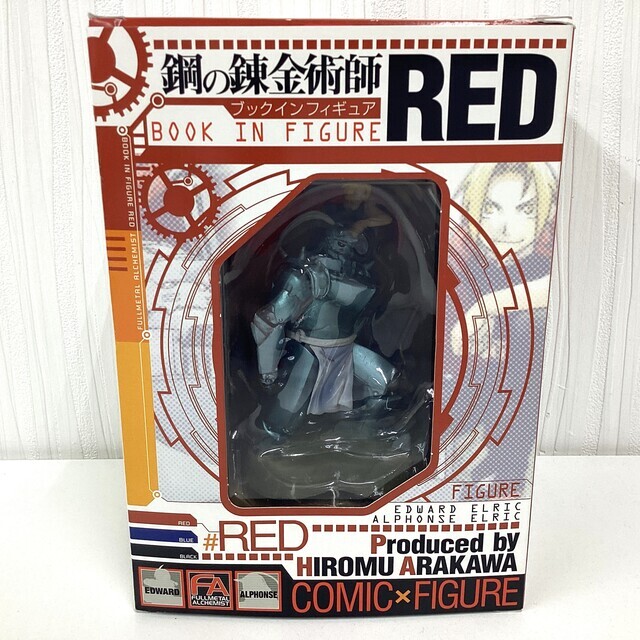 鋼の錬金術師
ブックインフィギュア
BOOK IN FIGURE
RED
BOOK IN FIGURE RED
FULLMETAL ALCHEMIST
FIGURE
EDWARD ELRIC
ALPHONSE ELRIC
RED
BLUE
BLACK
#RED
Produced by
HIROMU ARAKAWA
EDWARD
FA
FULLMETAL
ALCHEMIST
ALPHONSE
COMIC×FIGURE